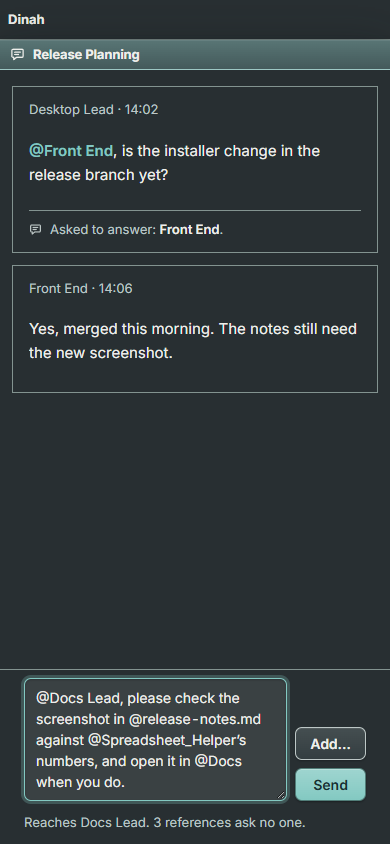 Dinah
Release Planning
Desktop Lead · 14:02
@Front End, is the installer change in the
release branch yet?
Asked to answer: Front End.
Front End · 14:06
Yes, merged this morning. The notes still need
the new screenshot.
@Docs Lead, please check the
screenshot in @release-notes.md
against @Spreadsheet_Helper’s
numbers, and open it in @Docs
when you do.
Add...
Send
Reaches Docs Lead. 3 references ask no one.